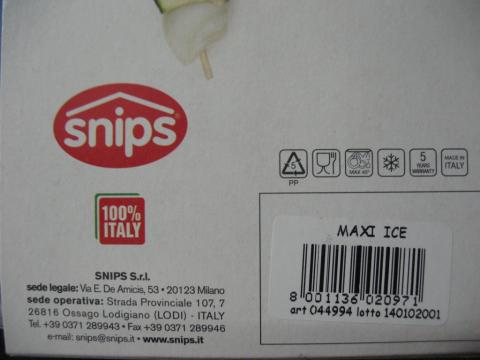 snips
5
PP
MAX 45°
5
YEARS
WARRANTY
MADE IN
ITALY
100%
ITALY
MAXI ICE
8 001136 020971
art 044994 lotto 140102001
SNIPS S.r.l.
sede legale: Via E. De Amicis, 53 • 20123 Milano
sede operativa: Strada Provinciale 107, 7
26816 Ossago Lodigiano (LODI) - ITALY
Tel. +39 0371 289943 • Fax +39 0371 289946
e-mail: snips@snips.it • www.snips.it